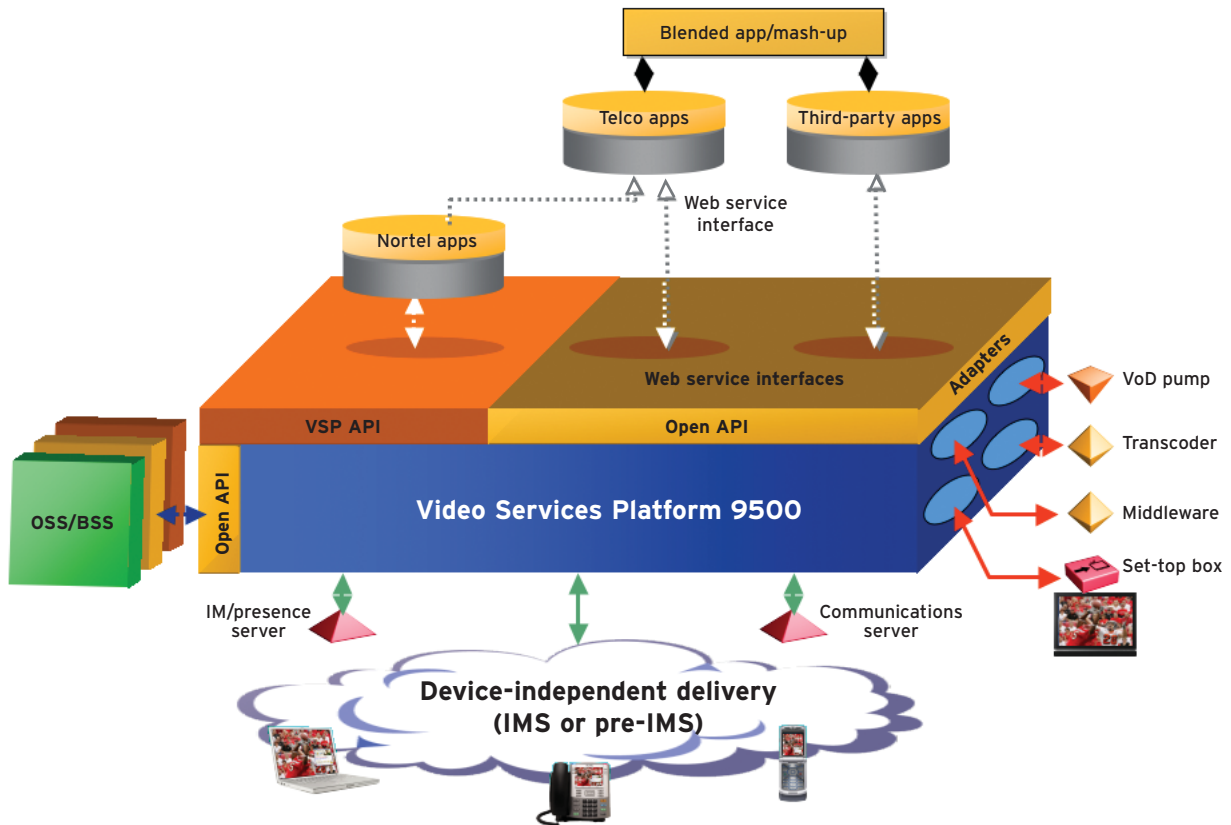 Blended app/mash-up
Telco apps
Third-party apps
Web service
interface
Nortel apps
Web service interfaces
Adapters
VoD pump
VSP API
Open API
Transcoder
OSS/BSS
Open API
Video Services Platform 9500
Middleware
Set-top box
IM/presence
server
Communications
server
Device-independent delivery
(IMS or pre-IMS)